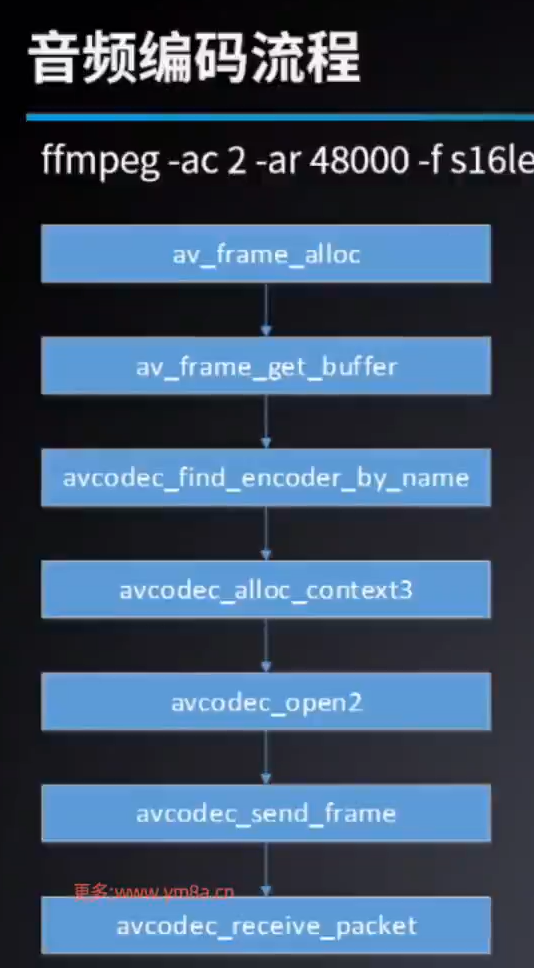 音频编码流程
ffmpeg -ac 2 -ar 48000 -f s16le
av_frame_alloc
av_frame_get_buffer
avcodec_find_encoder_by_name
avcodec_alloc_context3
avcodec_open2
avcodec_send_frame
更多:www.ym8a.cn
avcodec_receive_packet